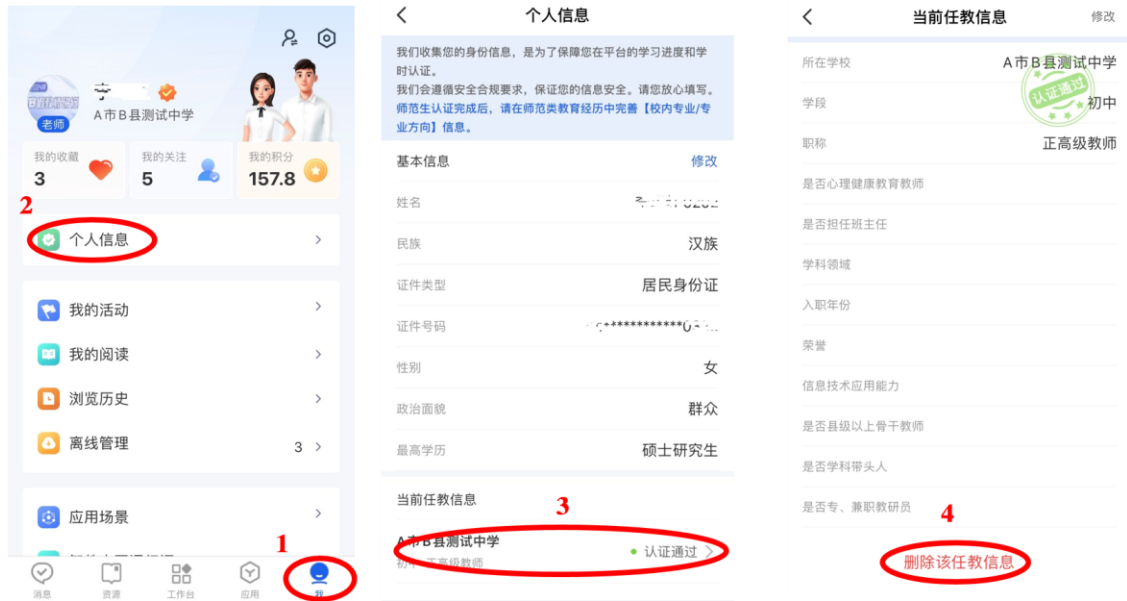 老师
A市B县测试中学
我的收藏
3
我的关注
5
我的积分
157.8
2
个人信息
我的活动
我的阅读
浏览历史
离线管理
3
应用场景
1
消息
资源
工作台
应用
我
个人信息
我们收集您的身份信息，是为了保障您在平台的学习进度和学
时认证。
我们会遵循安全合规要求，保证您的信息安全。请您放心填写。
师范生认证完成后，请在师范类教育经历中完善【校内专业/专
业方向】信息。
基本信息
修改
姓名
民族
汉族
证件类型
居民身份证
证件号码
性别
女
政治面貌
群众
最高学历
硕士研究生
当前任教信息
3
A市B县测试中学
认证通过
初中 正高级教师
当前任教信息
修改
所在学校
A市B县测试中学
认证通过
学段
初中
职称
正高级教师
是否心理健康教育教师
是否担任班主任
学科领域
入职年份
荣誉
信息技术应用能力
是否县级以上骨干教师
是否学科带头人
是否专、兼职教研员
4
删除该任教信息